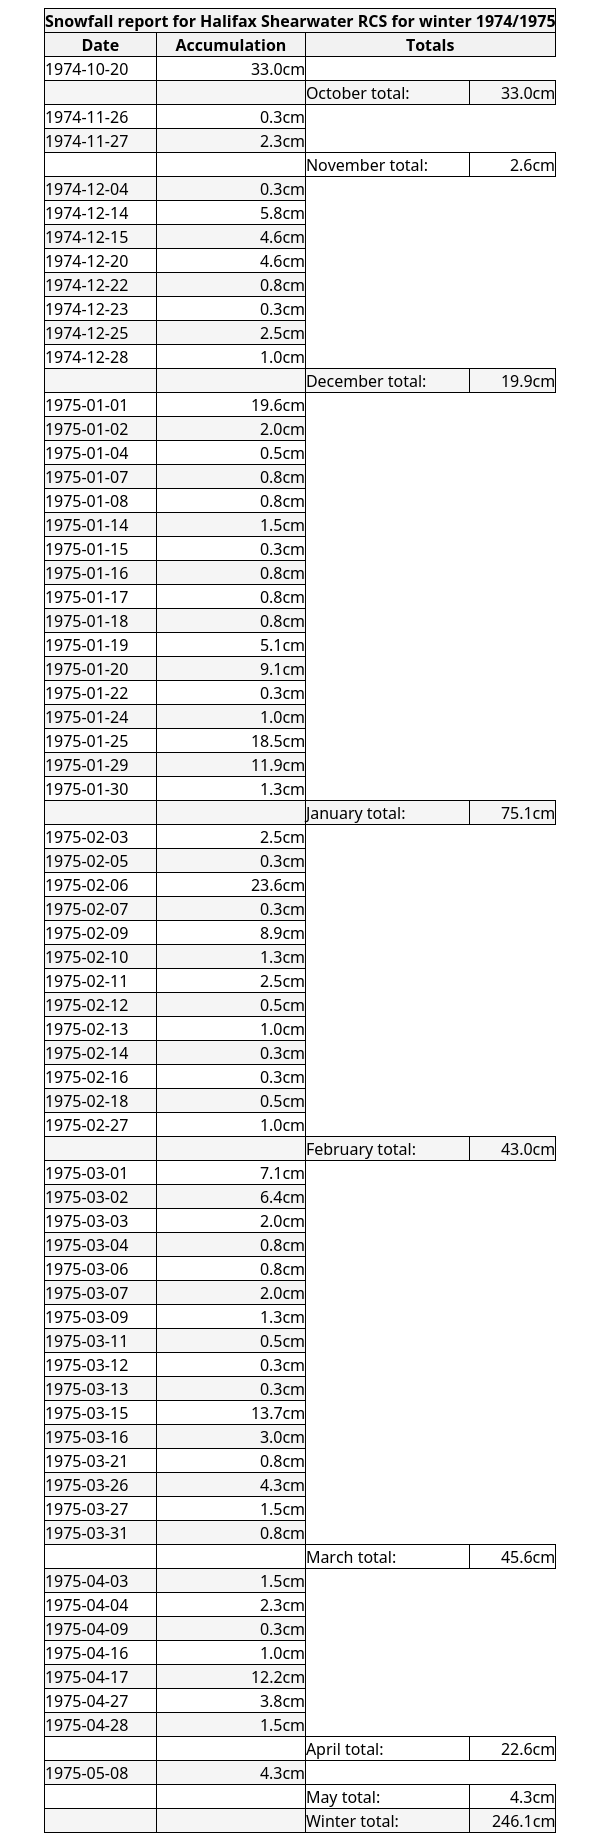 Snowfall report for Halifax Shearwater RCS for winter 1974/1975
Date Accumulation Totals
1974-10-20 33.0cm
October total: 33.0cm
1974-11-26 0.3cm
1974-11-27 2.3cm
November total: 2.6cm
1974-12-04 0.3cm
1974-12-14 5.8cm
1974-12-15 4.6cm
1974-12-20 4.6cm
1974-12-22 0.8cm
1974-12-23 0.3cm
1974-12-25 2.5cm
1974-12-28 1.0cm
December total: 19.9cm
1975-01-01 19.6cm
1975-01-02 2.0cm
1975-01-04 0.5cm
1975-01-07 0.8cm
1975-01-08 0.8cm
1975-01-14 1.5cm
1975-01-15 0.3cm
1975-01-16 0.8cm
1975-01-17 0.8cm
1975-01-18 0.8cm
1975-01-19 5.1cm
1975-01-20 9.1cm
1975-01-22 0.3cm
1975-01-24 1.0cm
1975-01-25 18.5cm
1975-01-29 11.9cm
1975-01-30 1.3cm
January total: 75.1cm
1975-02-03 2.5cm
1975-02-05 0.3cm
1975-02-06 23.6cm
1975-02-07 0.3cm
1975-02-09 8.9cm
1975-02-10 1.3cm
1975-02-11 2.5cm
1975-02-12 0.5cm
1975-02-13 1.0cm
1975-02-14 0.3cm
1975-02-16 0.3cm
1975-02-18 0.5cm
1975-02-27 1.0cm
February total: 43.0cm
1975-03-01 7.1cm
1975-03-02 6.4cm
1975-03-03 2.0cm
1975-03-04 0.8cm
1975-03-06 0.8cm
1975-03-07 2.0cm
1975-03-09 1.3cm
1975-03-11 0.5cm
1975-03-12 0.3cm
1975-03-13 0.3cm
1975-03-15 13.7cm
1975-03-16 3.0cm
1975-03-21 0.8cm
1975-03-26 4.3cm
1975-03-27 1.5cm
1975-03-31 0.8cm
March total: 45.6cm
1975-04-03 1.5cm
1975-04-04 2.3cm
1975-04-09 0.3cm
1975-04-16 1.0cm
1975-04-17 12.2cm
1975-04-27 3.8cm
1975-04-28 1.5cm
April total: 22.6cm
1975-05-08 4.3cm
May total: 4.3cm
Winter total: 246.1cm